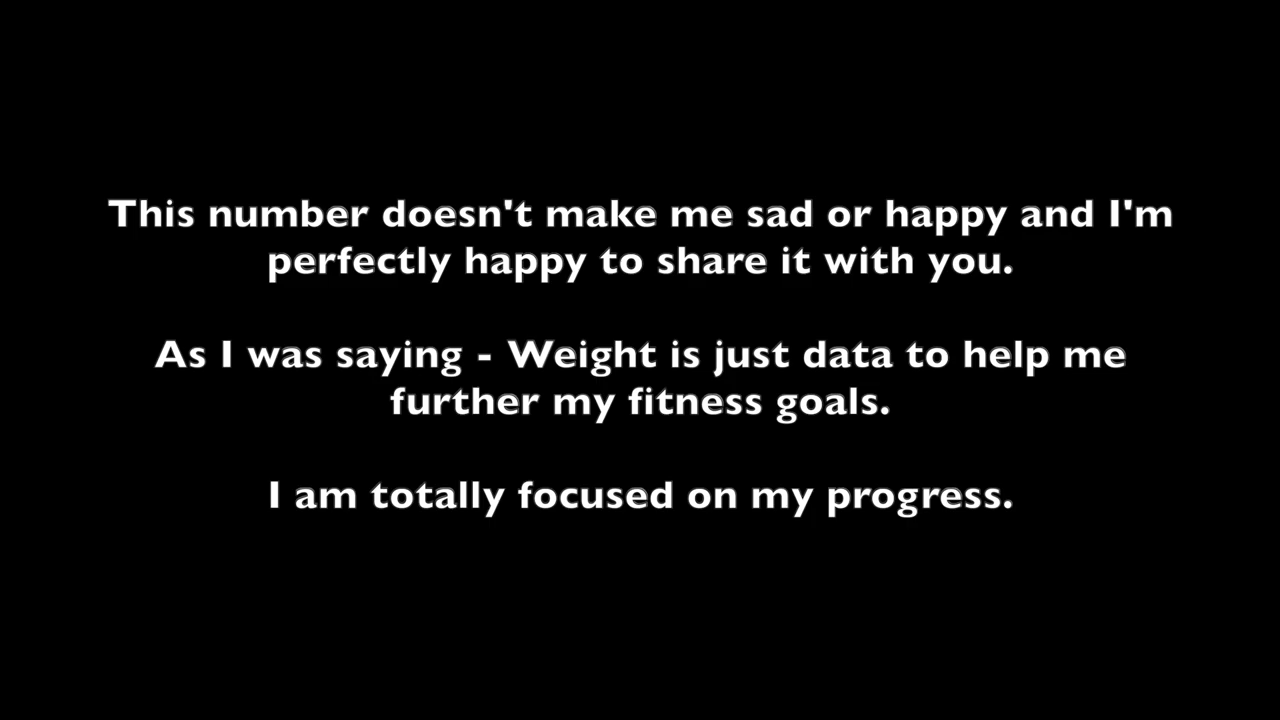 This number doesn't make me sad or happy and I'm
perfectly happy to share it with you.
As I was saying - Weight is just data to help me
further my fitness goals.
I am totally focused on my progress.